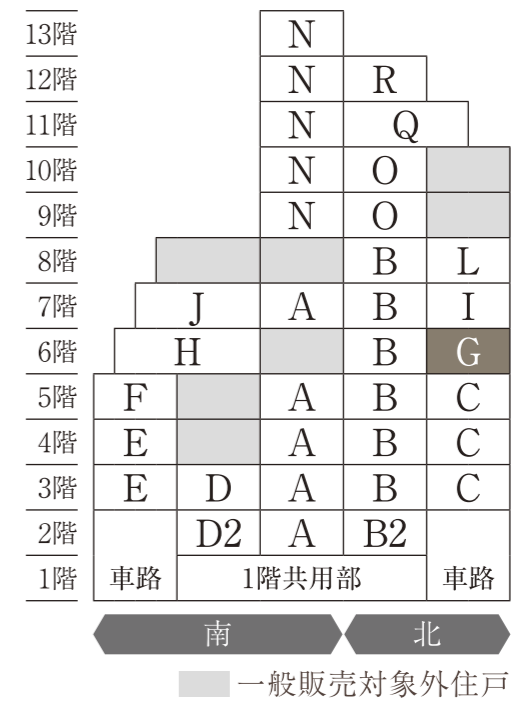 13階 N
12階 N R
11階 N Q
10階 N O
9階 N O
8階 B L
7階 J A B I
6階 H B G
5階 F A B C
4階 E A B C
3階 E D A B C
2階 D2 A B2
1階 車路 1階共用部 車路
南 北
一般販売対象外住戸